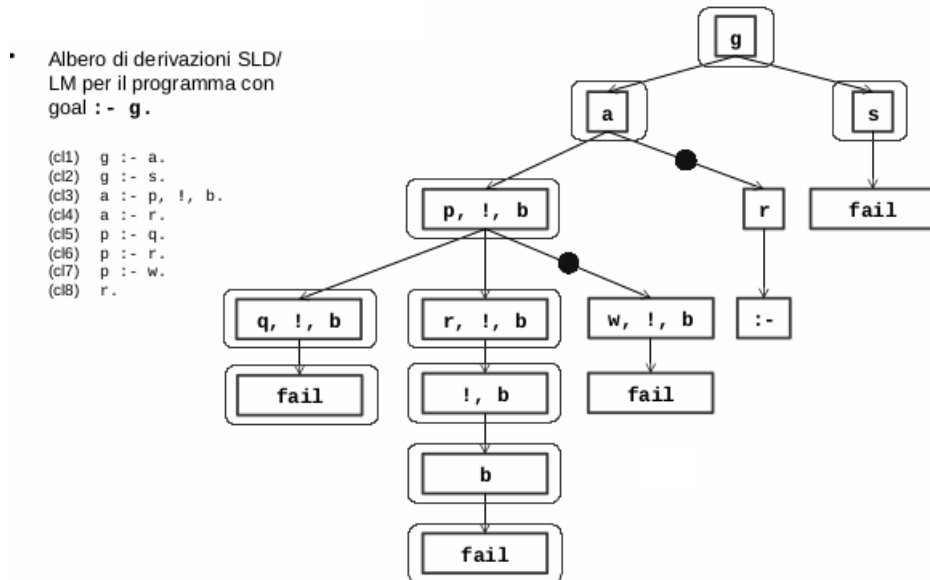 • Albero di derivazioni SLD/
LM per il programma con
goal :- g.
(cl1) g :- a.
(cl2) g :- s.
(cl3) a :- p, !, b.
(cl4) a :- r.
(cl5) p :- q.
(cl6) p :- r.
(cl7) p :- w.
(cl8) r.
g
a
s
p, !, b
r
fail
q, !, b
r, !, b
w, !, b
:-
fail
!, b
fail
b
fail